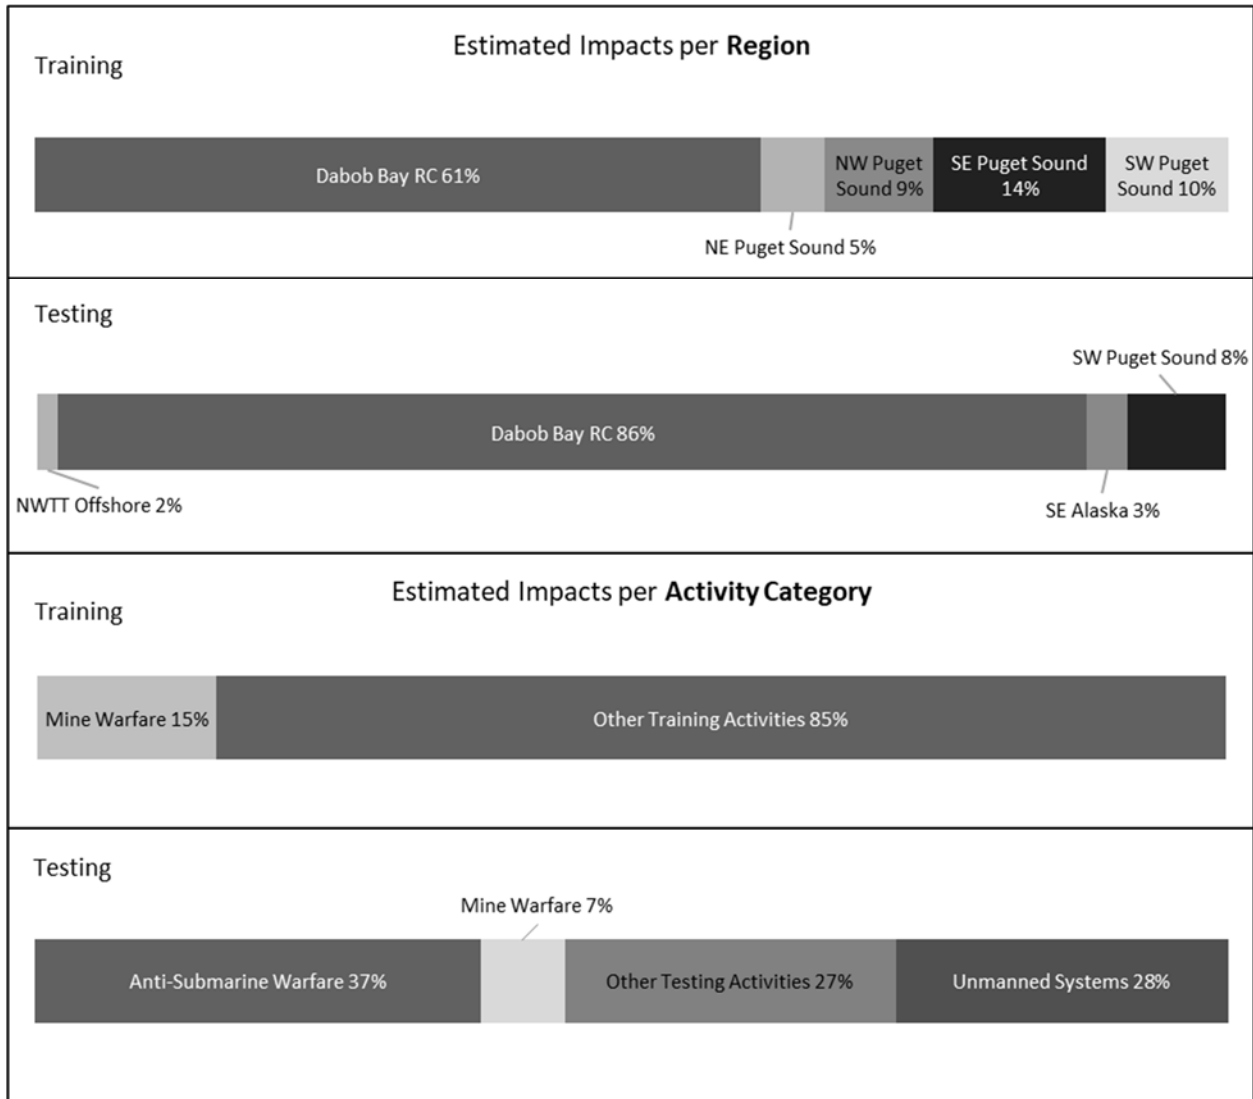 Estimated Impacts per Region
Training
Dabob Bay RC 61%
NW Puget
Sound 9%
SE Puget Sound
14%
SW Puget
Sound 10%
NE Puget Sound 5%
Testing
SW Puget Sound 8%
Dabob Bay RC 86%
NWTT Offshore 2%
SE Alaska 3%
Estimated Impacts per Activity Category
Training
Mine Warfare 15%
Other Training Activities 85%
Testing
Mine Warfare 7%
Anti-Submarine Warfare 37%
Other Testing Activities 27%
Unmanned Systems 28%